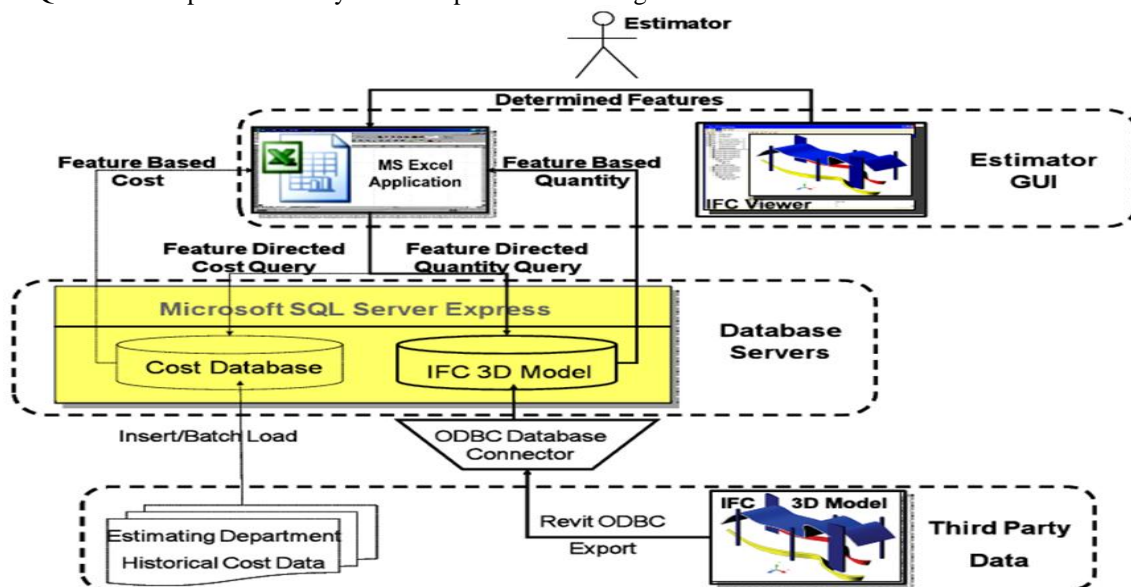 Estimator
Determined Features
Feature Based
Cost
MS Excel
Application
Feature Based
Quantity
IFC Viewer
Estimator
GUI
Feature Directed
Cost Query
Feature Directed
Quantity Query
Microsoft SQL Server Express
Cost Database
IFC 3D Model
Database
Servers
Insert/Batch Load
ODBC Database
Connector
Estimating Department
Historical Cost Data
Revit ODBC
Export
IFC 3D Model
Third Party
Data